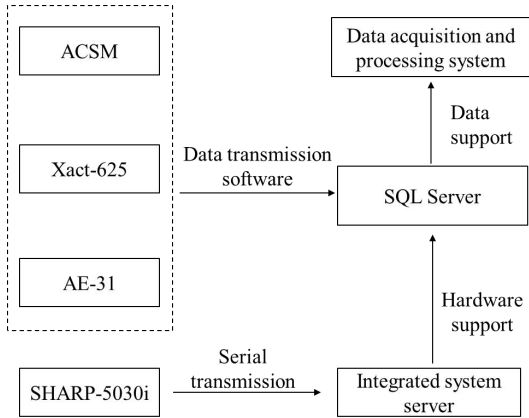 ACSM
Xact-625
AE-31
SHARP-5030i
Data transmission
software
Serial
transmission
Data acquisition and
processing system
Data
support
SQL Server
Hardware
support
Integrated system
server